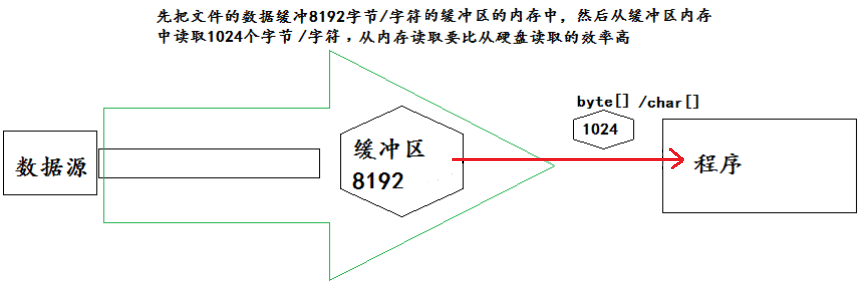 先把文件的数据缓冲8192字节/字符的缓冲区的内存中，然后从缓冲区内存
中读取1024个字节/字符，从内存读取要比从硬盘读取的效率高
byte[] /char[]
1024
数据源
缓冲区
8192
程序